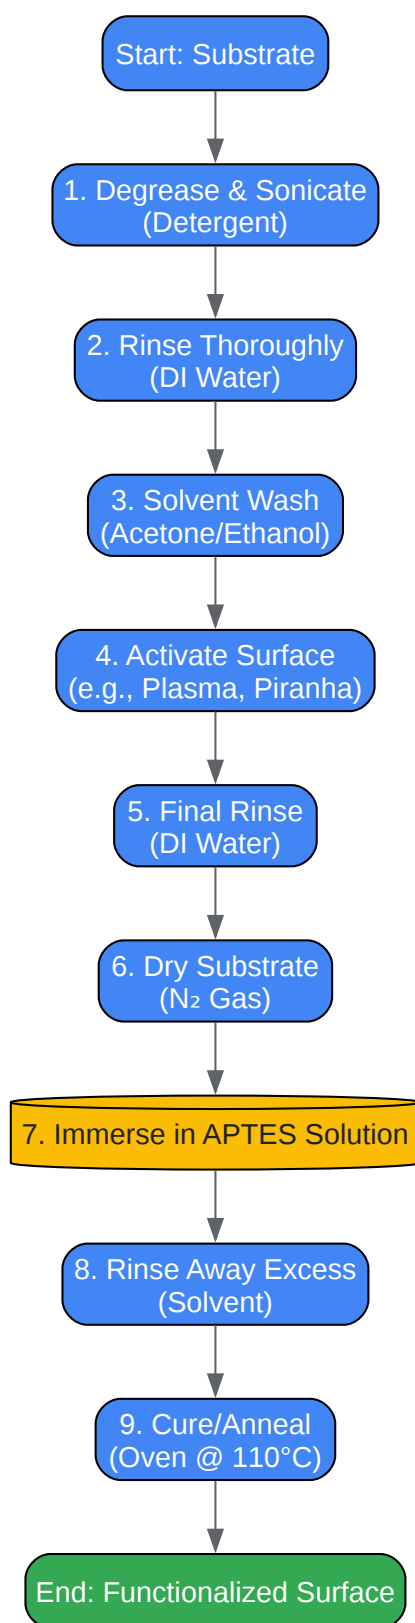 Start: Substrate
1. Degrease & Sonicate
(Detergent)
2. Rinse Thoroughly
(DI Water)
3. Solvent Wash
(Acetone/Ethanol)
4. Activate Surface
(e.g., Plasma, Piranha)
5. Final Rinse
(DI Water)
6. Dry Substrate
(N₂ Gas)
7. Immerse in APTES Solution
8. Rinse Away Excess
(Solvent)
9. Cure/Anneal
(Oven @ 110°C)
End: Functionalized Surface